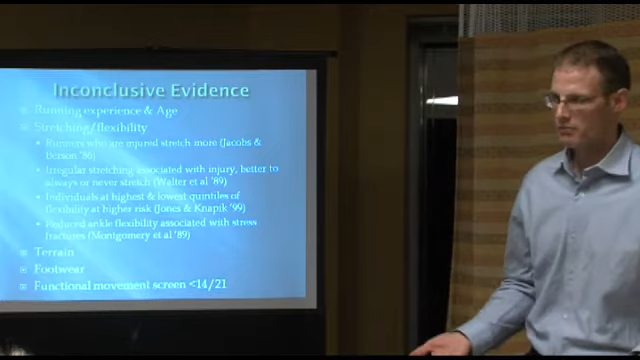 Inconclusive Evidence
Running experience & Age
Stretching/flexibility
Runners who are injured stretch more (Jacobs &
Berson '86)
Irregular stretching associated with injury, better to
always or never stretch (Walter et al '89)
Individuals at highest & lowest quintiles of
flexibility at higher risk (Jones & Knapik '99)
Reduced ankle flexibility associated with stress
fractures (Montgomery et al '89)
Terrain
Footwear
Functional movement screen <14/21